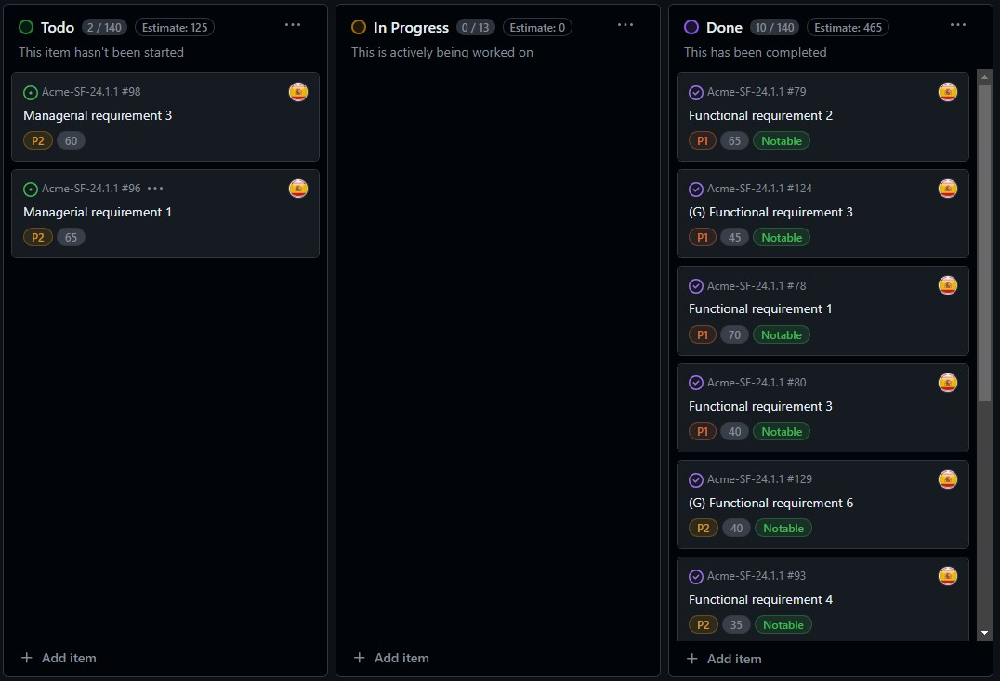 Todo 2 / 140 Estimate: 125 ···
This item hasn't been started
Acme-SF-24.1.1 #98
Managerial requirement 3
P2 60
Acme-SF-24.1.1 #96 ···
Managerial requirement 1
P2 65
+ Add item
In Progress 0 / 13 Estimate: 0 ···
This is actively being worked on
+ Add item
Done 10 / 140 Estimate: 465 ···
This has been completed
Acme-SF-24.1.1 #79
Functional requirement 2
P1 65 Notable
Acme-SF-24.1.1 #124
(G) Functional requirement 3
P1 45 Notable
Acme-SF-24.1.1 #78
Functional requirement 1
P1 70 Notable
Acme-SF-24.1.1 #80
Functional requirement 3
P1 40 Notable
Acme-SF-24.1.1 #129
(G) Functional requirement 6
P2 40 Notable
Acme-SF-24.1.1 #93
Functional requirement 4
P2 35 Notable
+ Add item